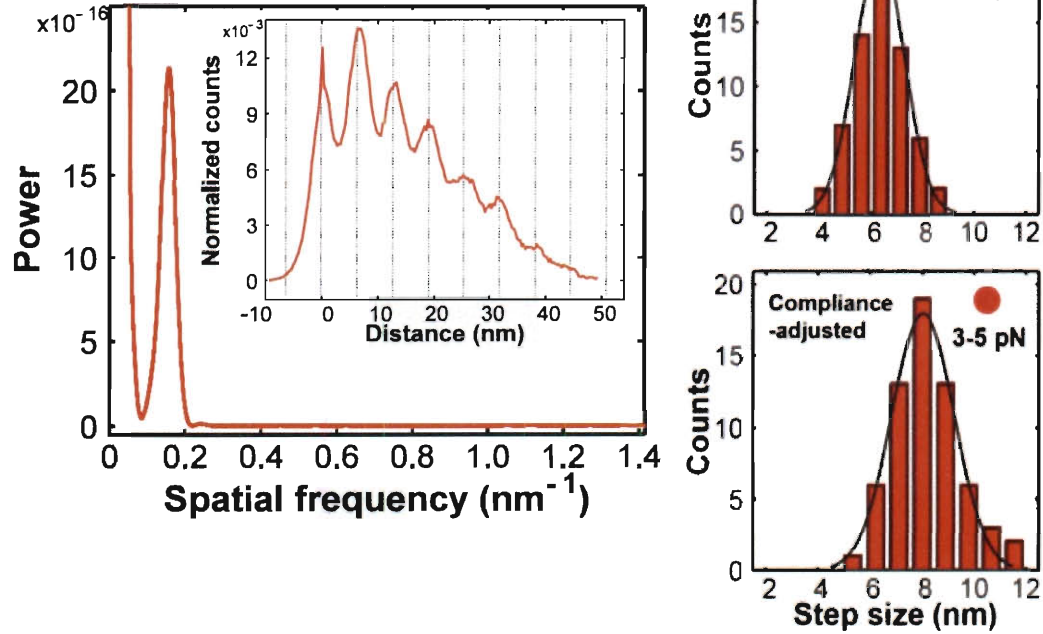 x10⁻¹⁶
20
15
10
5
0
Power
0 0.2 0.4 0.6 0.8 1.0 1.2 1.4
Spatial frequency (nm⁻¹)
x10⁻³
12
9
6
3
0
Normalized counts
-10 0 10 20 30 40 50
Distance (nm)
15
10
5
0
Counts
2 4 6 8 10 12
20
15
10
5
0
Counts
Compliance
-adjusted
3-5 pN
2 4 6 8 10 12
Step size (nm)